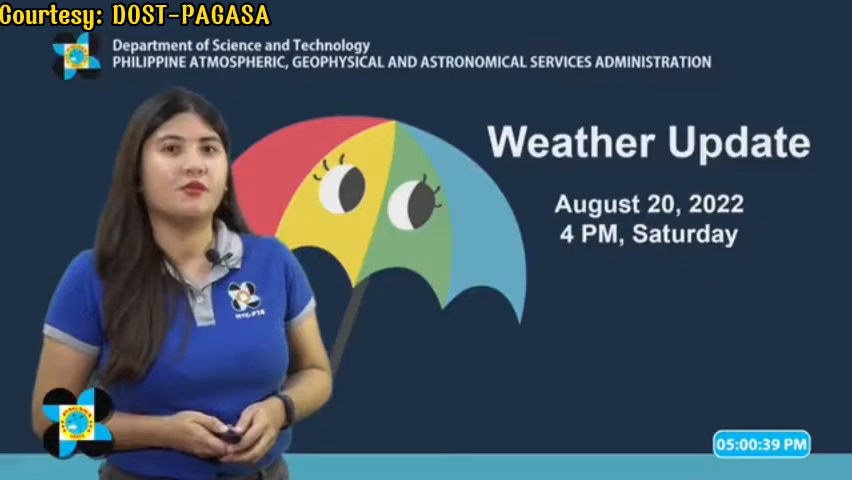 Courtesy: DOST-PAGASA
Department of Science and Technology
PHILIPPINE ATMOSPHERIC, GEOPHYSICAL AND ASTRONOMICAL SERVICES ADMINISTRATION
Weather Update
August 20, 2022
4 PM, Saturday
05:00:39 PM